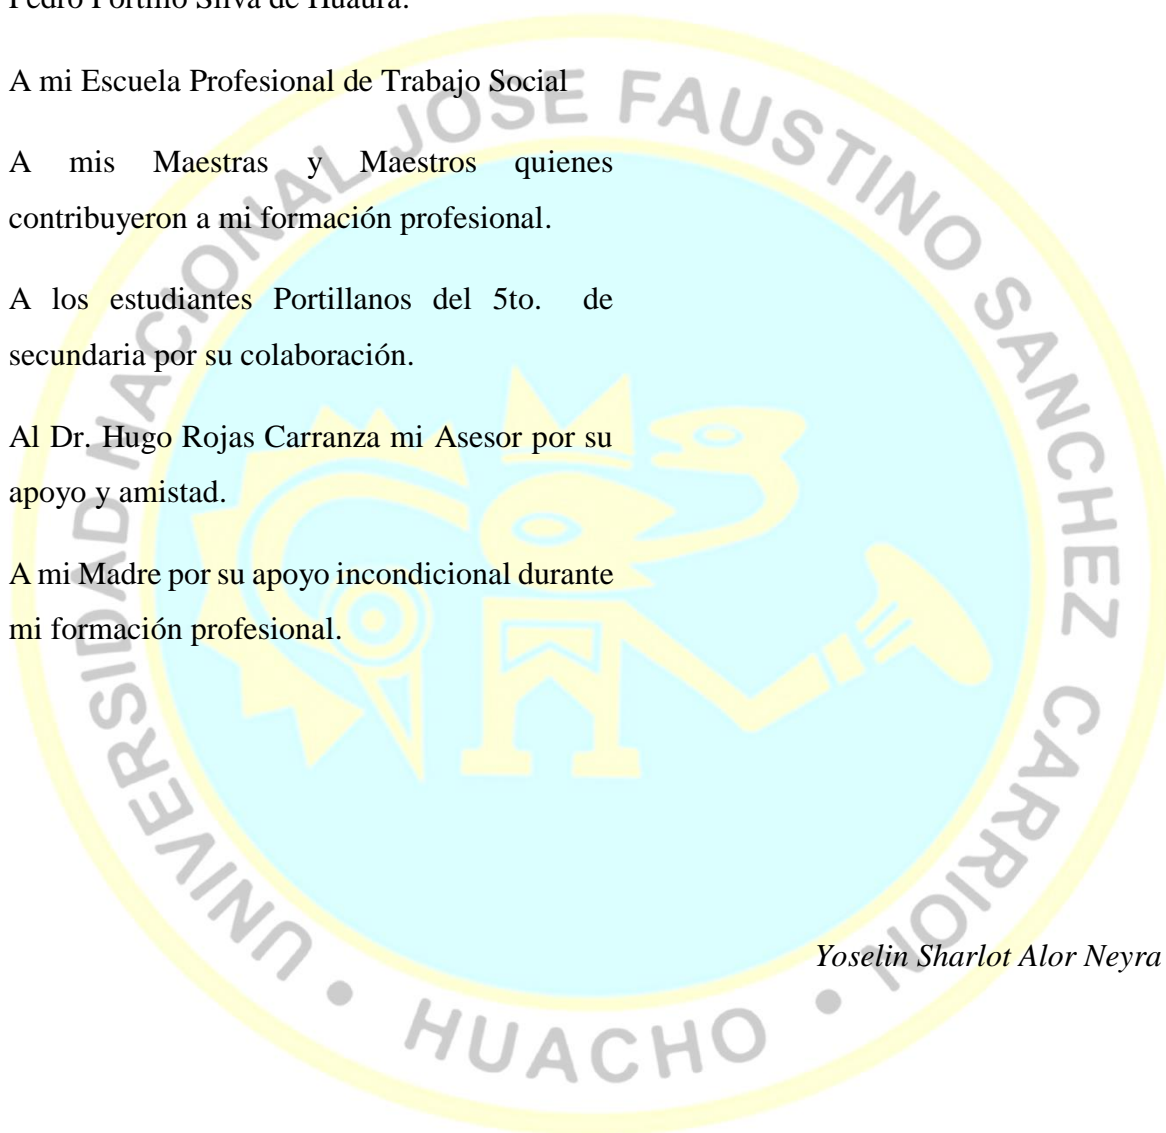 Pedro Portillo Silva de Huaura.
A mi Escuela Profesional de Trabajo Social
A mis Maestras y Maestros quienes
contribuyeron a mi formación profesional.
A los estudiantes Portillanos del 5to. de
secundaria por su colaboración.
Al Dr. Hugo Rojas Carranza mi Asesor por su
apoyo y amistad.
A mi Madre por su apoyo incondicional durante
mi formación profesional.
Yoselin Sharlot Alor Neyra
UNIVERSIDAD NACIONAL JOSE FAUSTINO SANCHEZ CARRION • HUACHO •